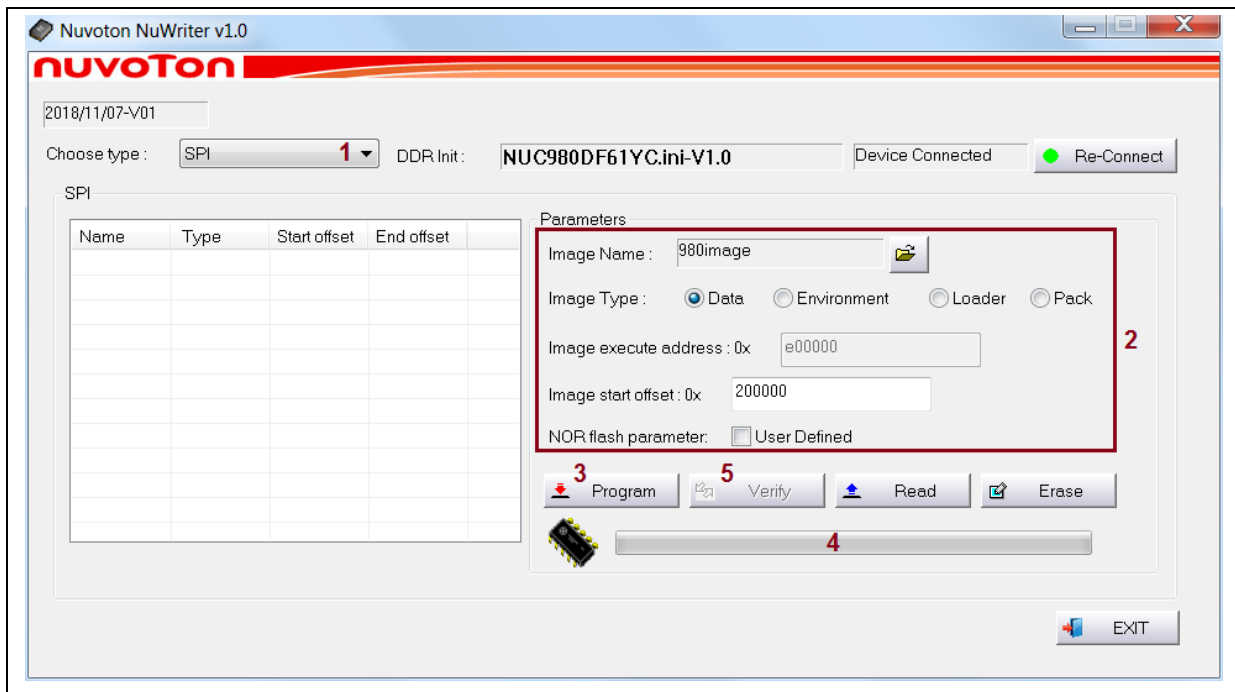 Nuvoton NuWriter v1.0
nuvoTon
2018/11/07-V01
Choose type : SPI 1 DDR Init : NUC980DF61YC.ini-V1.0 Device Connected Re-Connect
SPI
Parameters
Name Type Start offset End offset
Image Name : 980image
Image Type : Data Environment Loader Pack
Image execute address : 0x e00000
2
Image start offset : 0x 200000
NOR flash parameter: User Defined
3 Program 5 Verify Read Erase
4
EXIT